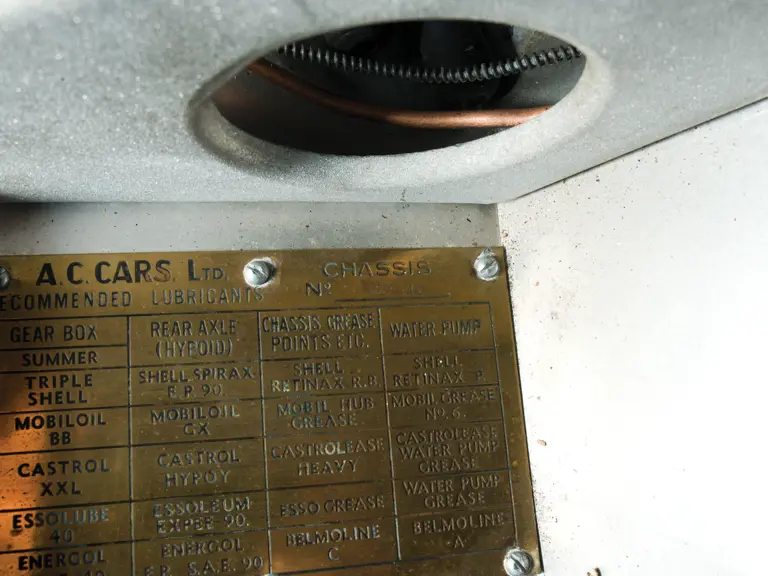 A.C. CARS. LTD.
CHASSIS
ECOMMENDED LUBRICANTS
No
GEAR BOX
REAR AXLE
(HYPOID)
CHASSIS GREASE
POINTS ETC.
WATER PUMP
SUMMER
TRIPLE
SHELL
SHELL SPIRAX
E.P. 90.
SHELL
RETINAX R.B.
SHELL
RETINAX P.
MOBILOIL
BB
MOBILOIL
GX
MOBIL HUB
GREASE
MOBIL GREASE
No. 6.
CASTROL
XXL
CASTROL
HYPOY
CASTROLEASE
HEAVY
CASTROLEASE
WATER PUMP
GREASE
ESSOLUBE
40
ESSOLEUM
EXPEE 90.
ESSO GREASE
WATER PUMP
GREASE
ENERGOL
40
ENERGOL
E.P. S.A.E. 90
BELMOLINE
C
BELMOLINE
A